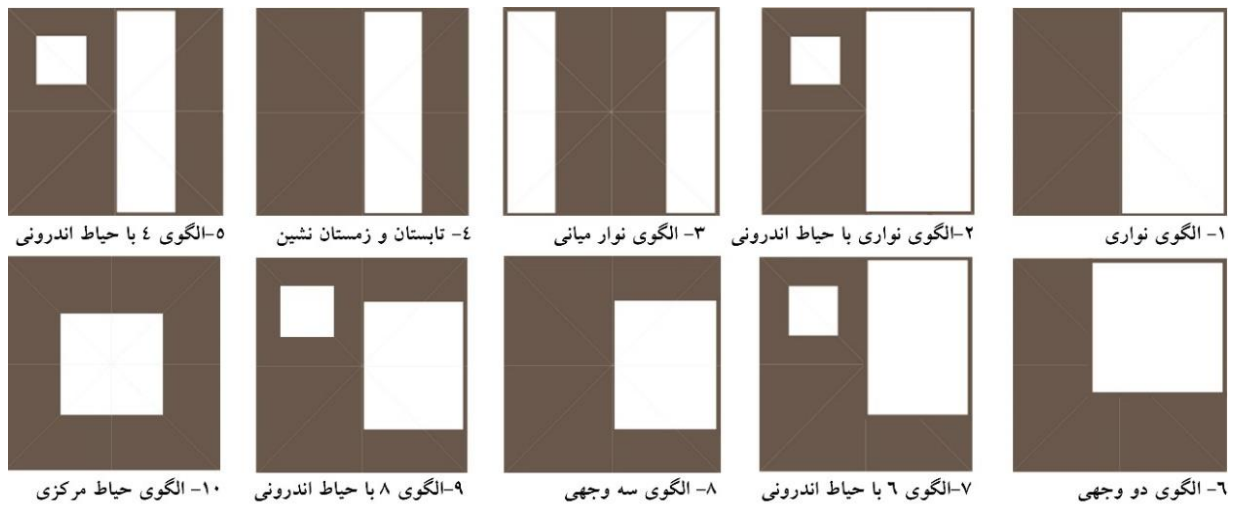 ۱- الگوی نواری
۲-الگوی نواری با حیاط اندرونی
۳- الگوی نوار میانی
٤- تابستان و زمستان نشین
٥-الگوی ٤ با حیاط اندرونی
٦- الگوی دو وجهی
۷-الگوی ٦ با حیاط اندرونی
۸- الگوی سه وجهی
۹-الگوی ۸ با حیاط اندرونی
۱۰- الگوی حیاط مرکزی